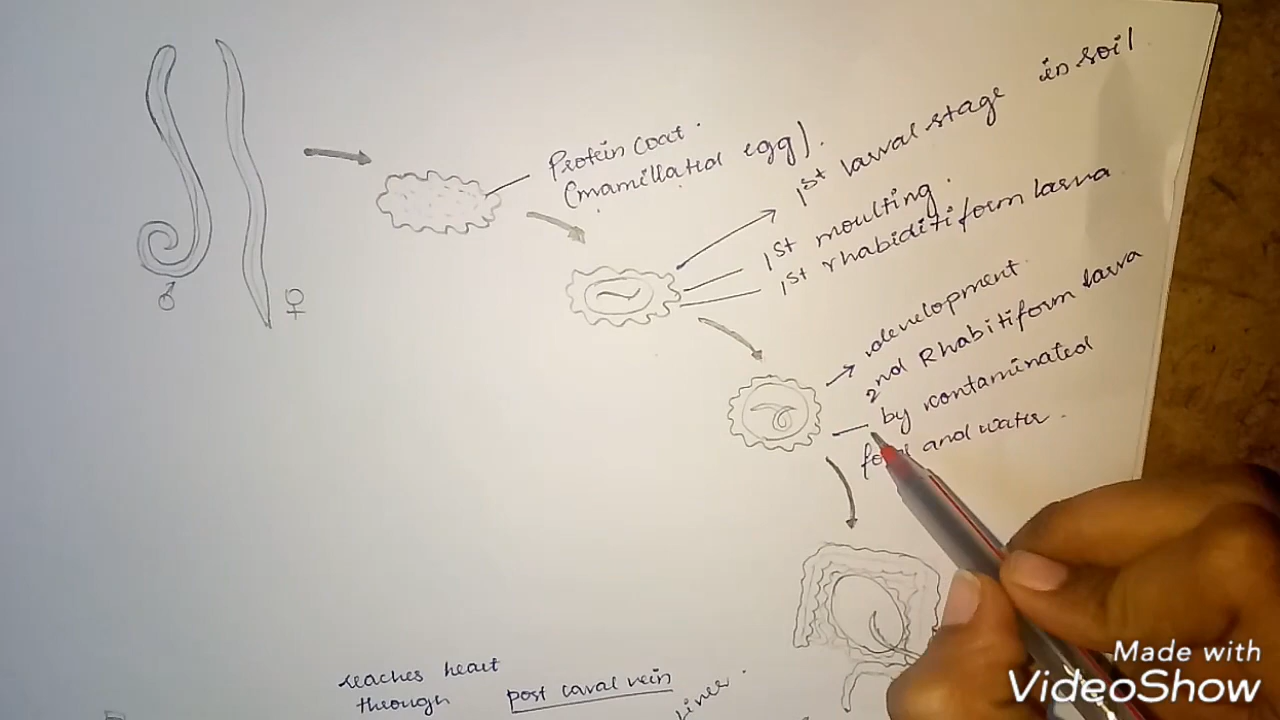 Protein coat.
(mamillated egg).
1st larval stage in soil
1st moulting.
1st rhabiditiform larva
development
2nd Rhabitiform larva
by contaminated
and water.
reaches heart
through post caval vein
♂
♀
Made with
VideoShow